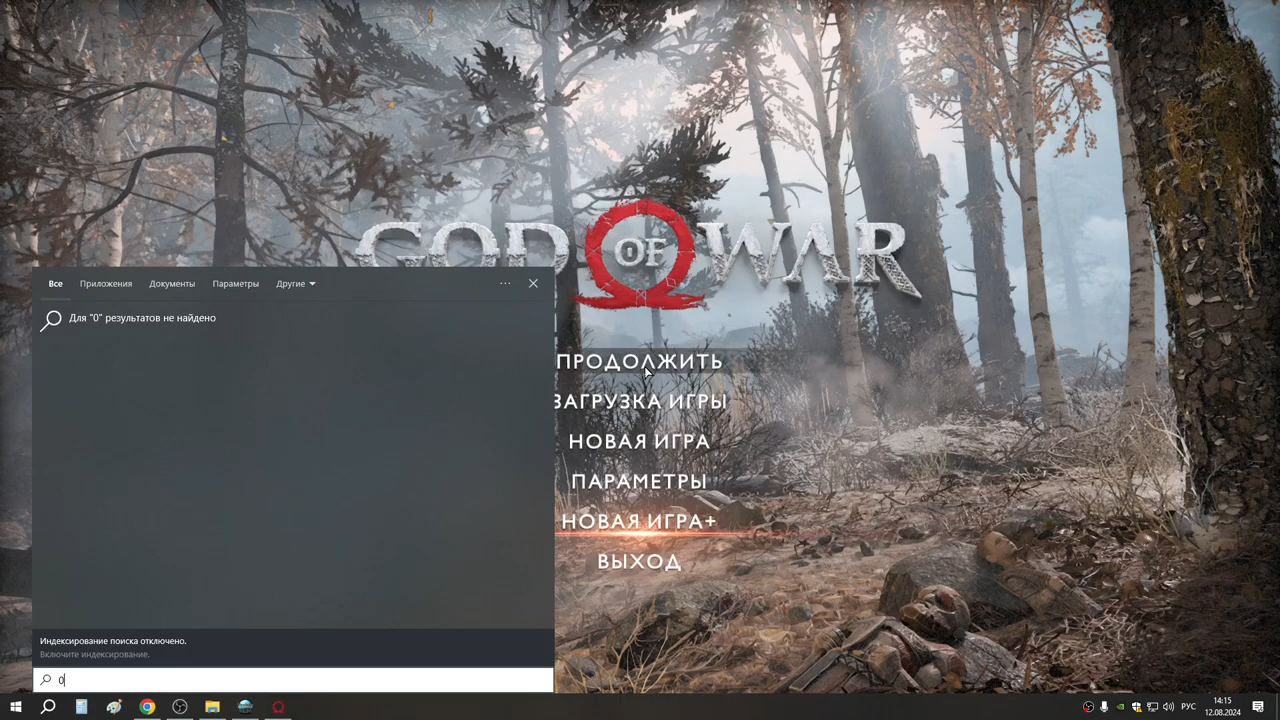 GOD OF WAR
Все Приложения Документы Параметры Другие
Для "0" результатов не найдено
ПРОДОЛЖИТЬ
ЗАГРУЗКА ИГРЫ
НОВАЯ ИГРА
ПАРАМЕТРЫ
НОВАЯ ИГРА+
ВЫХОД
Индексирование поиска отключено.
Включите индексирование.
0
РУС
14:15
12.08.2024